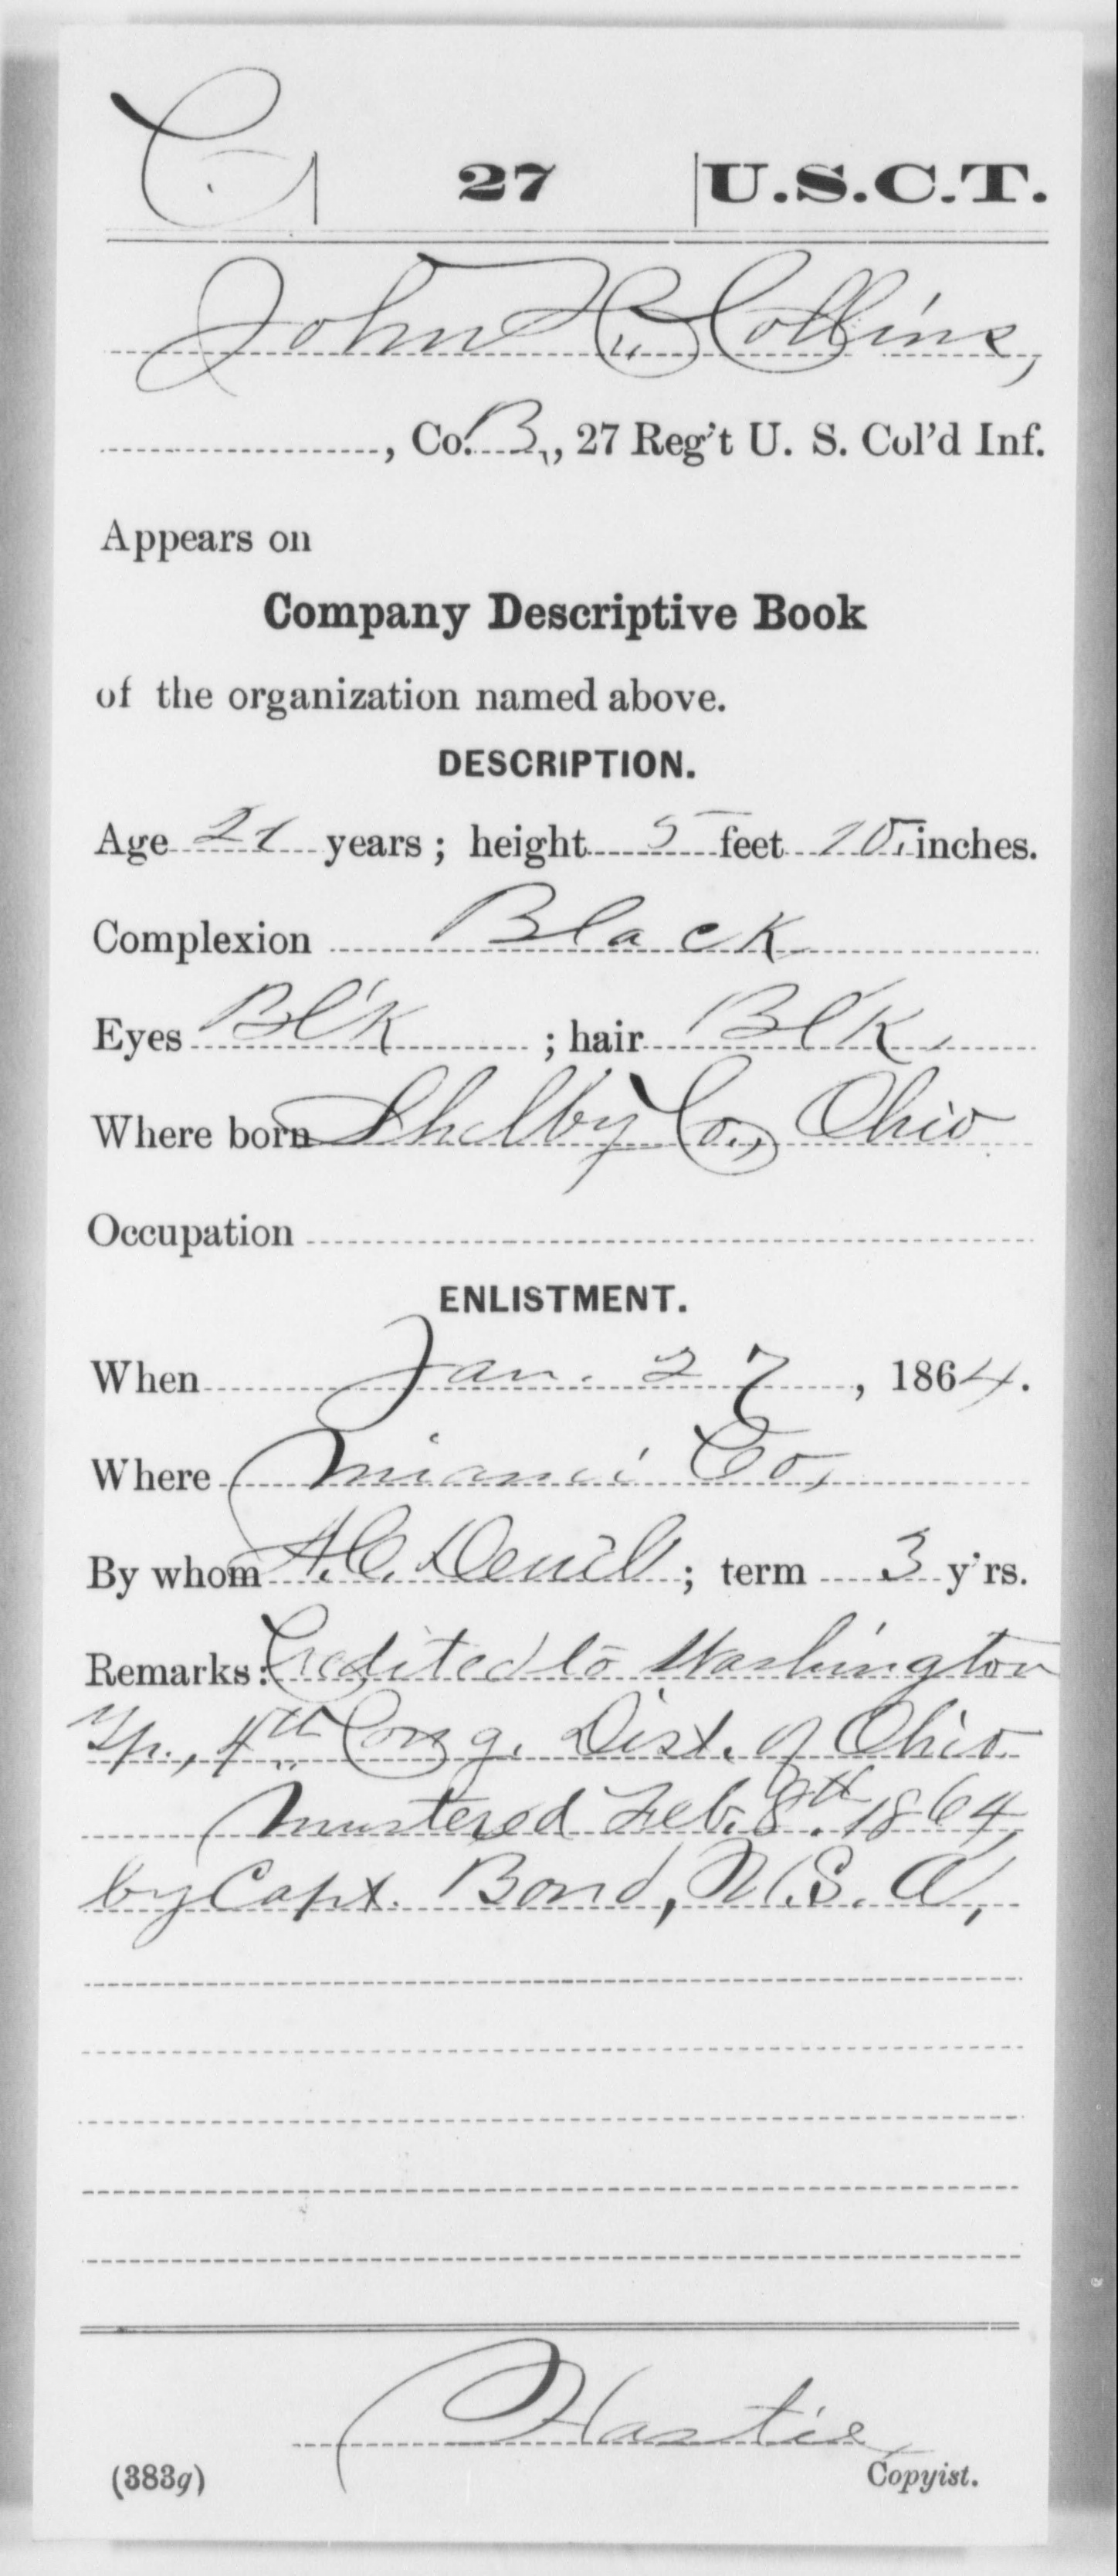 C | 27 | U.S.C.T.
John R. Collins,
, Co. B, 27 Reg't U. S. Col'd Inf.
Appears on
Company Descriptive Book
of the organization named above.
DESCRIPTION.
Age 21 years; height 5 feet 10 inches.
Complexion Black
Eyes Bl'k ; hair Bl'k,
Where born Shelby Co., Ohio
Occupation
ENLISTMENT.
When Jan. 27, 1864.
Where Miami Co,
By whom A. C. Deuel; term 3 y'rs.
Remarks: Credited to Washington
Tp., 4th Cong. Dist. of Ohio.
Mustered Feb. 8th. 1864,
by Capt. Bond, U.S.A,
Hastie
(383g) Copyist.